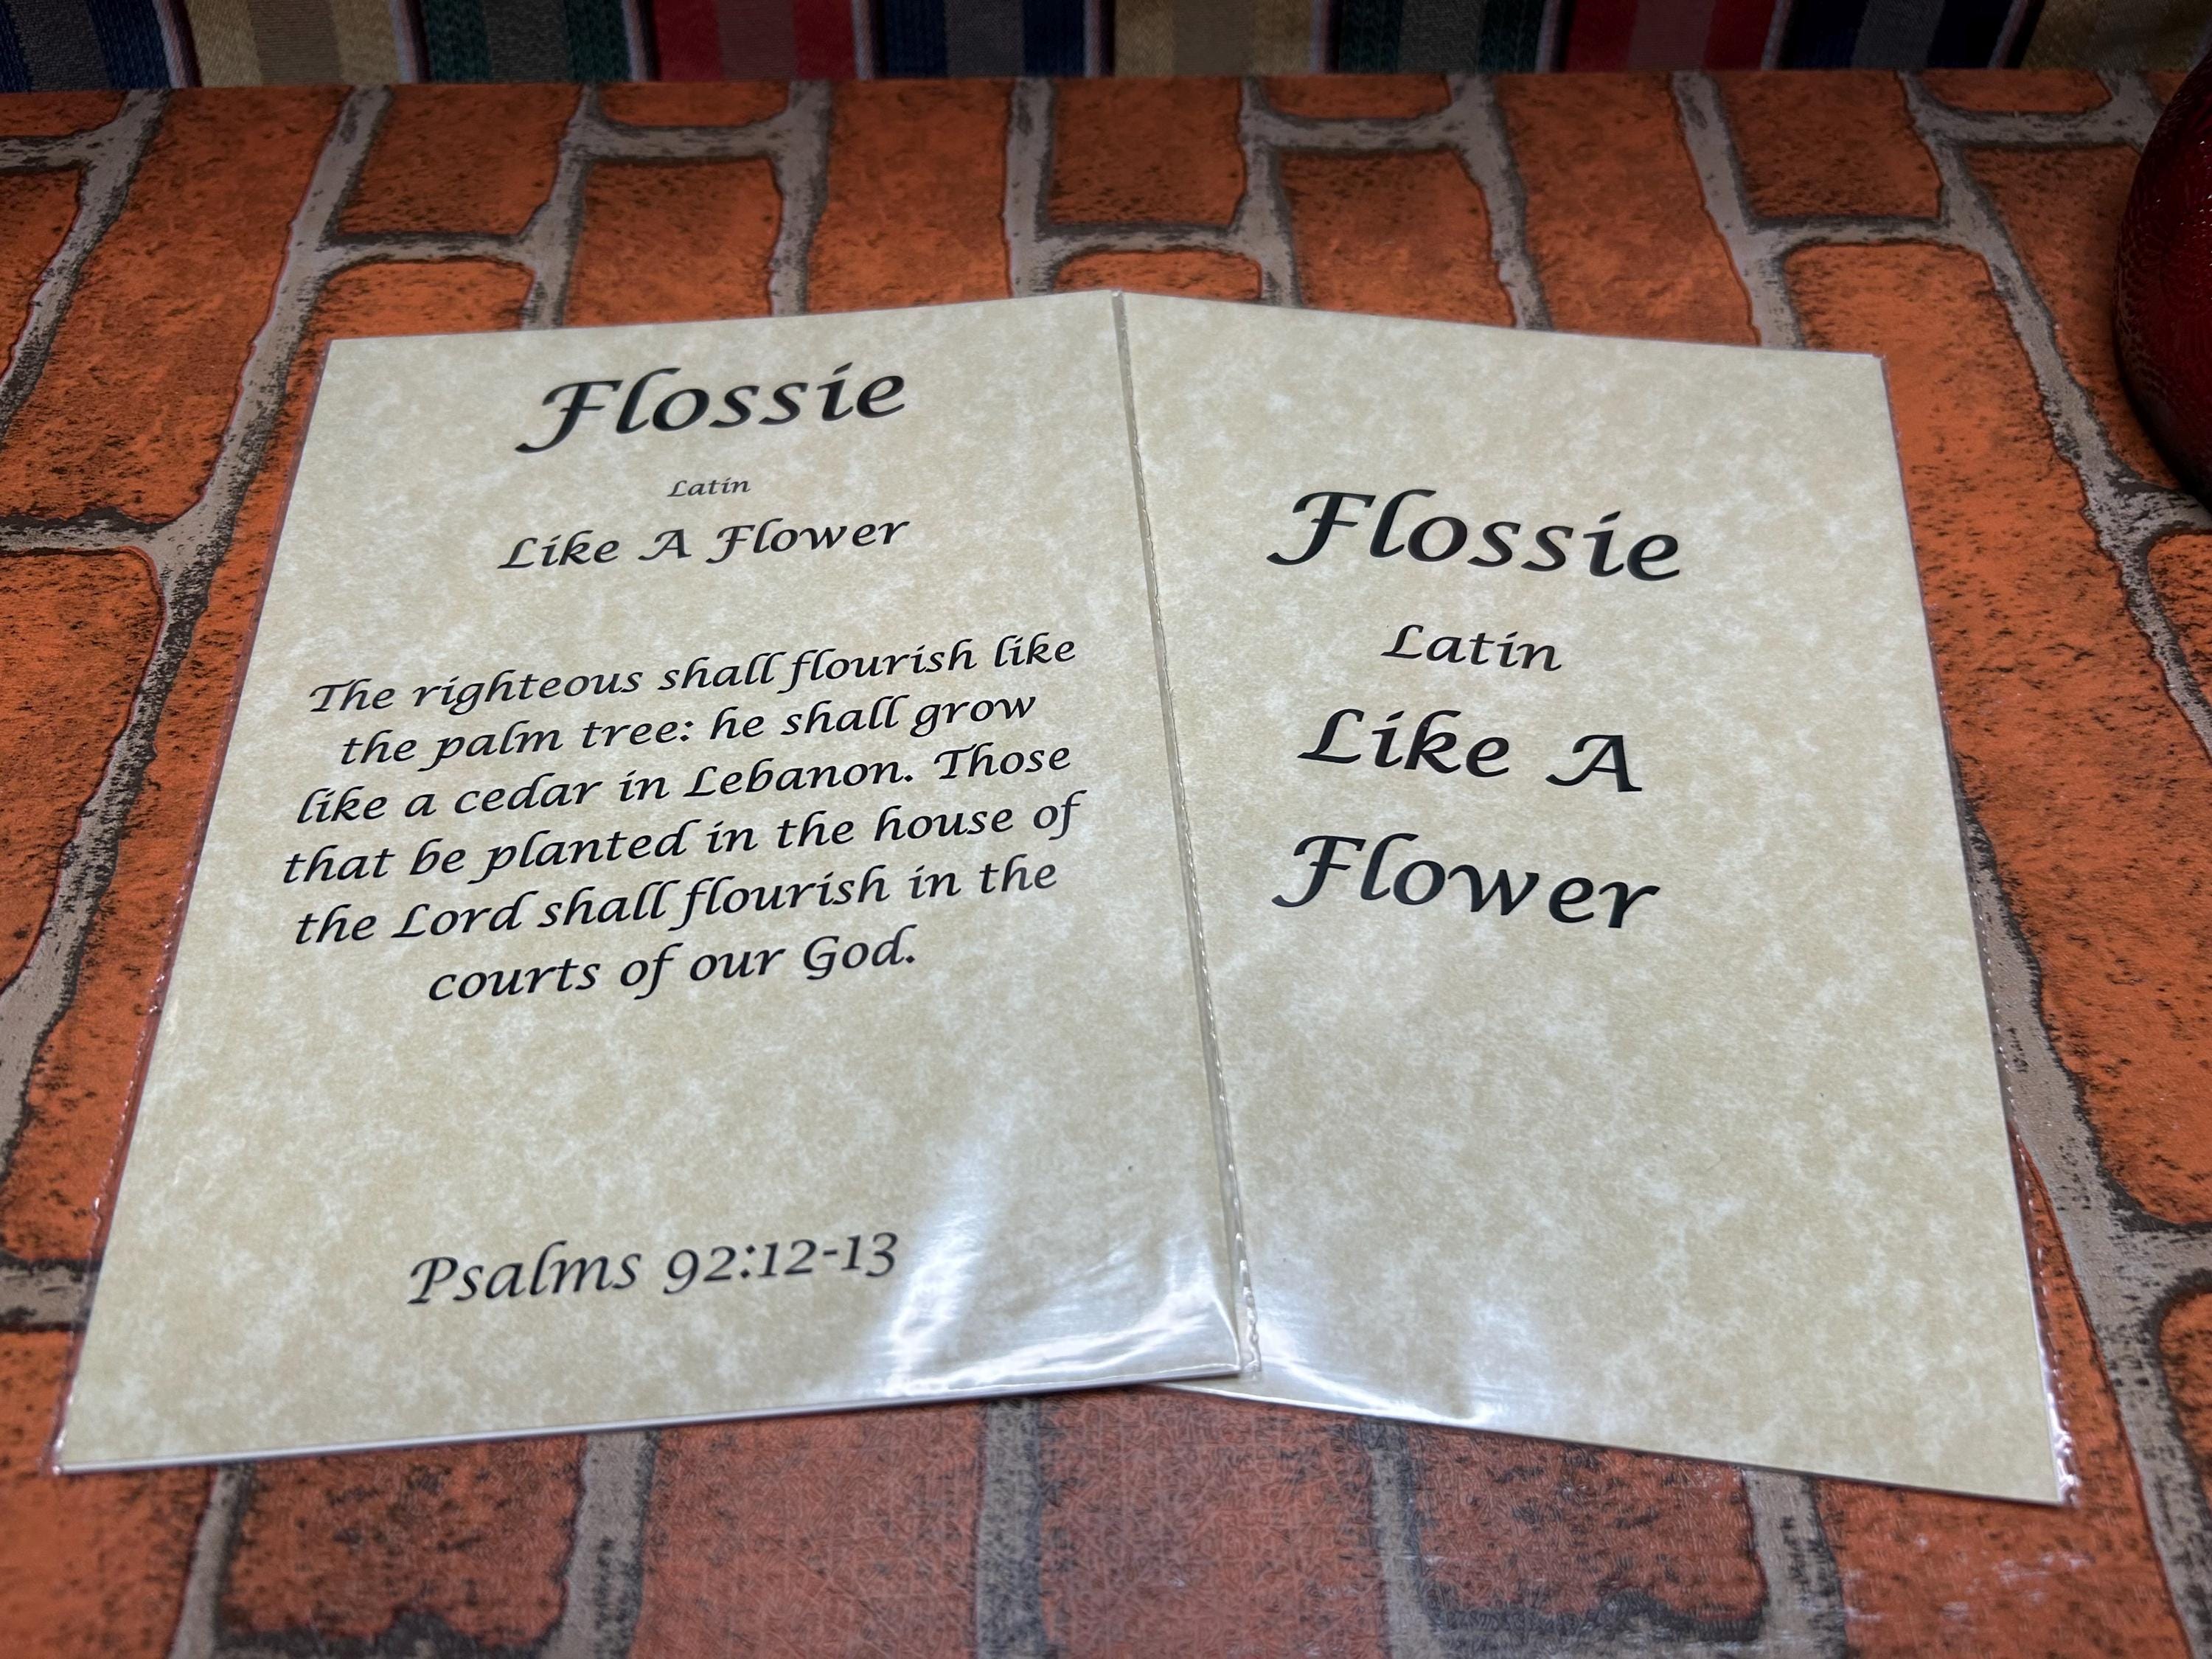 Flossie
Latin
Like A Flower
The righteous shall flourish like
the palm tree: he shall grow
like a cedar in Lebanon. Those
that be planted in the house of
the Lord shall flourish in the
courts of our God.
Psalms 92:12-13
Flossie
Latin
Like A
Flower